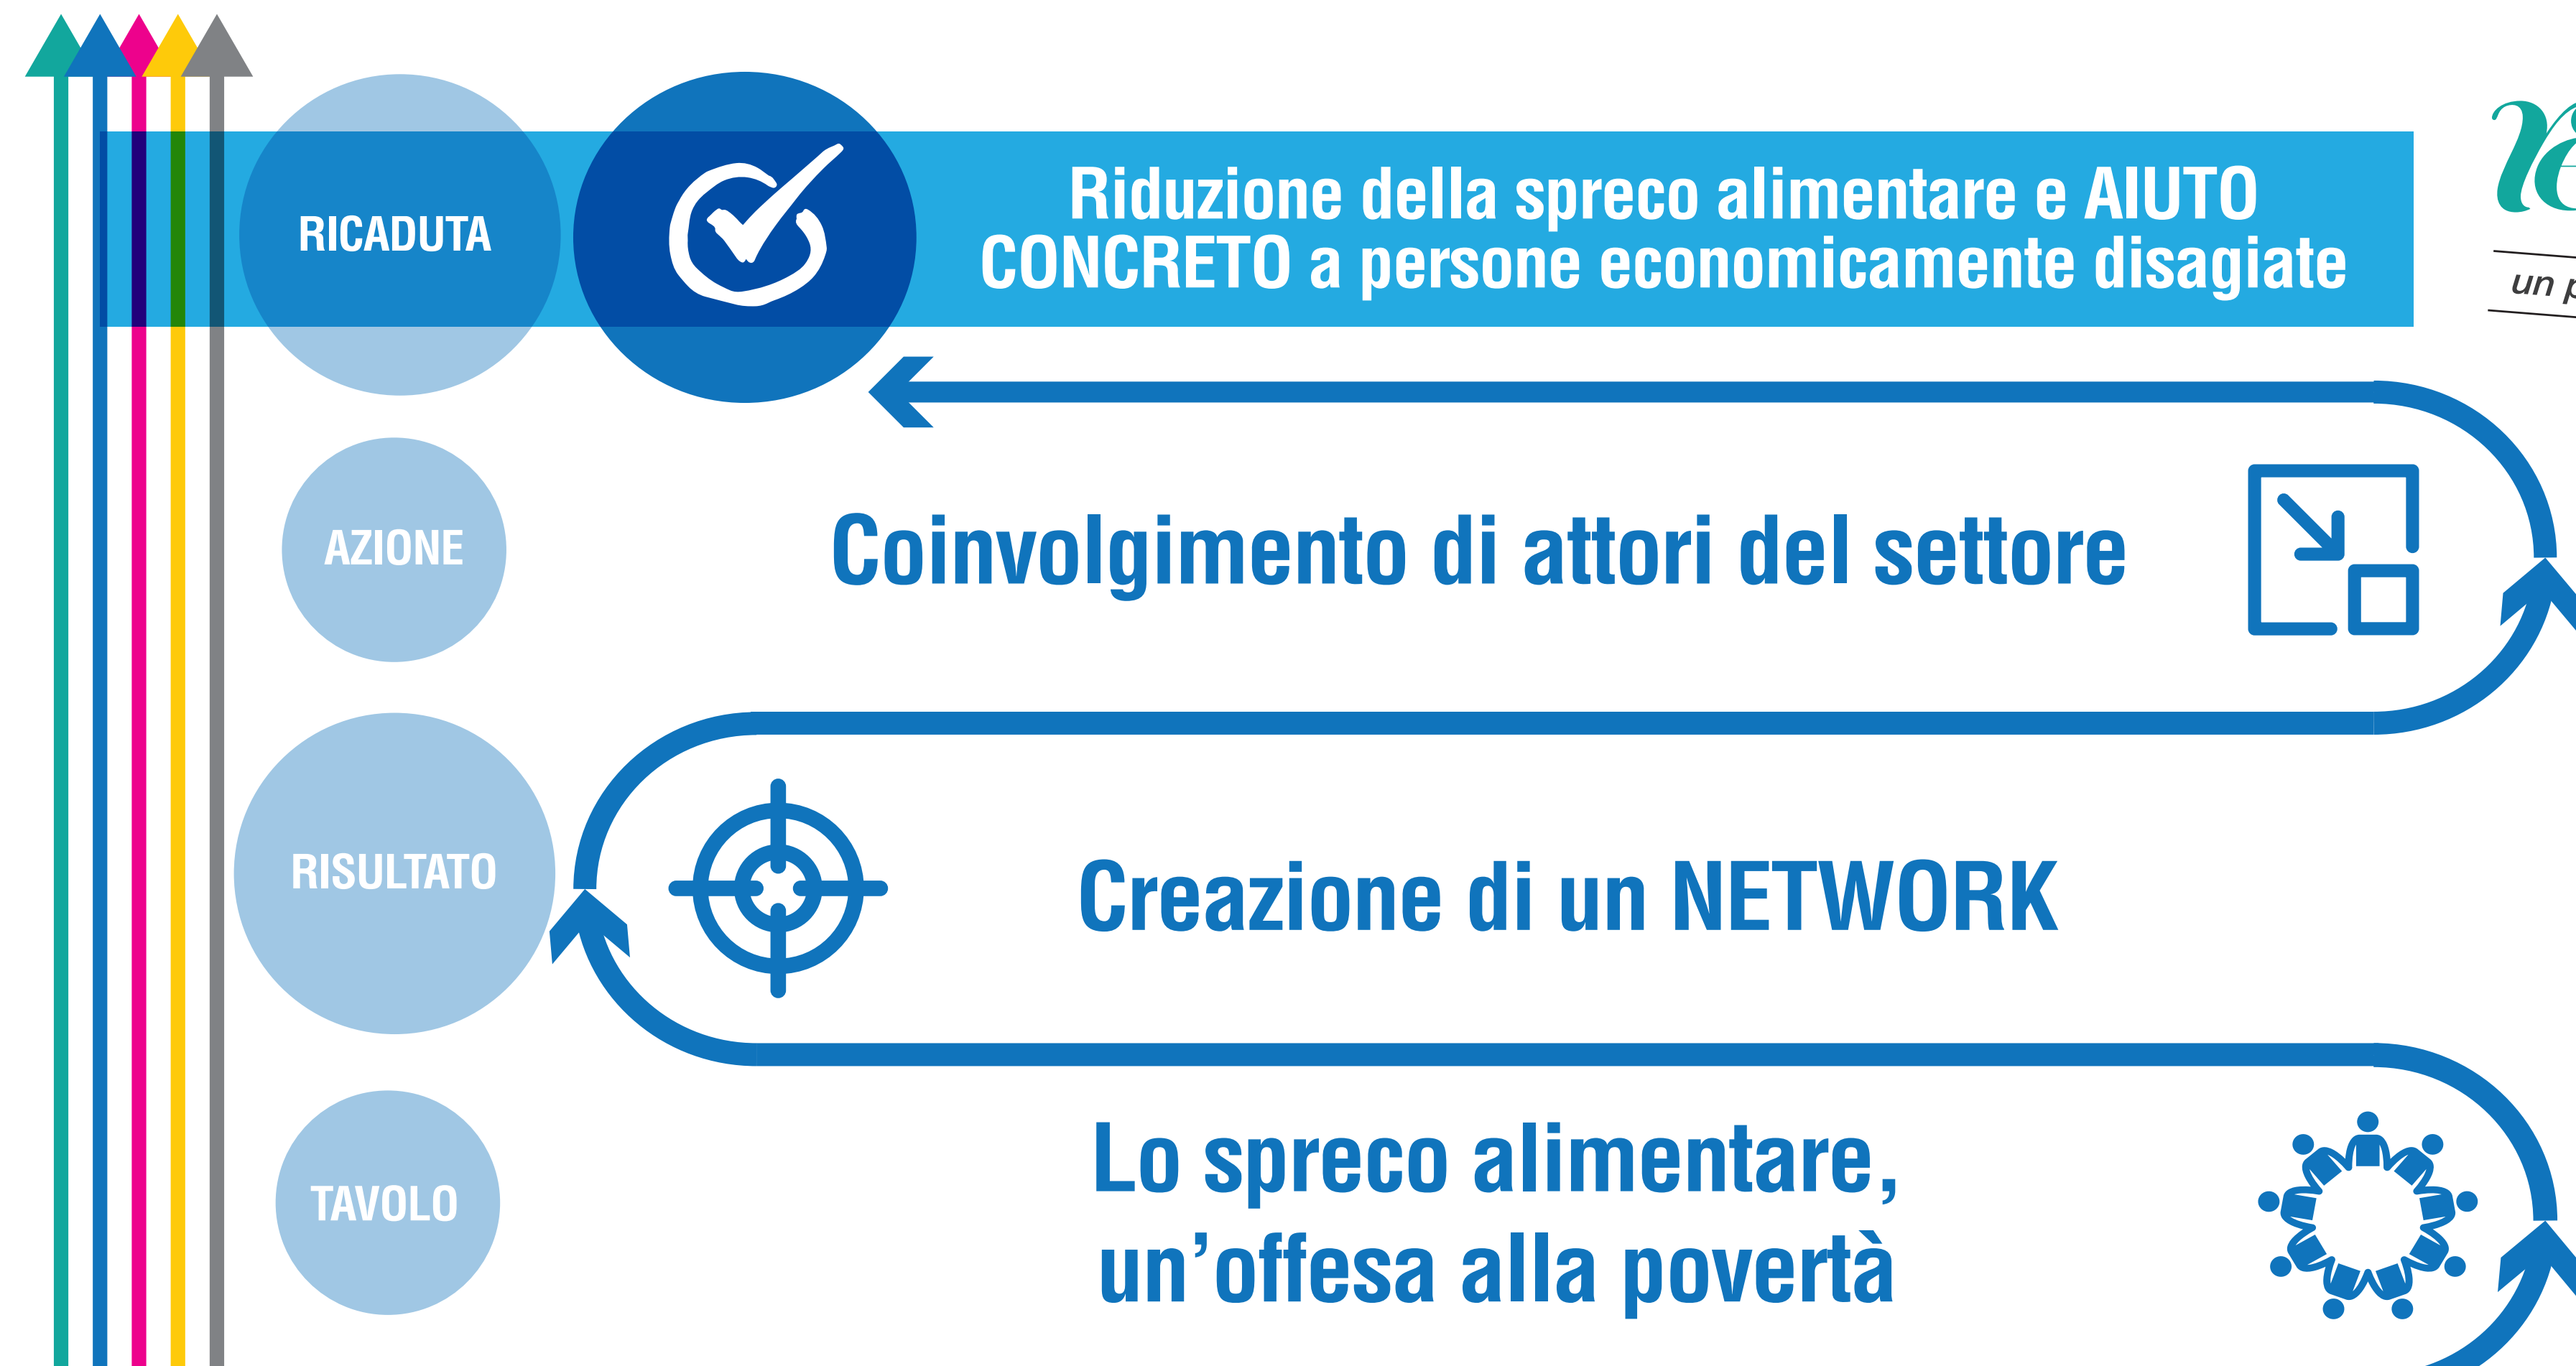 RICADUTA
Riduzione della spreco alimentare e AIUTO
CONCRETO a persone economicamente disagiate
un
AZIONE
Coinvolgimento di attori del settore
RISULTATO
Creazione di un NETWORK
TAVOLO
Lo spreco alimentare,
un’offesa alla povertà